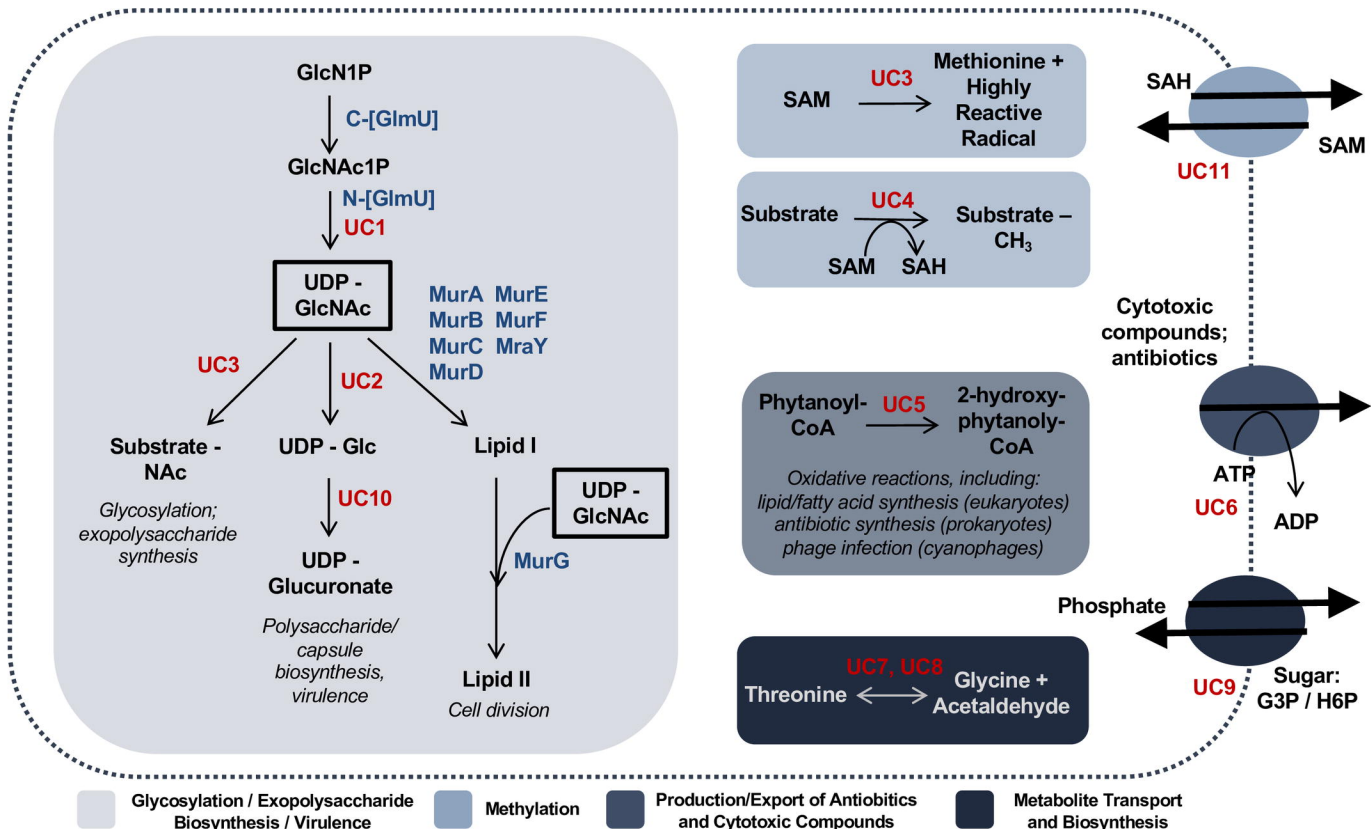 GlcN1P
C-[GlmU]
GlcNAc1P
N-[GlmU]
UC1
UDP -
GlcNAc
MurA MurE
MurB MurF
MurC MraY
MurD
UC3
UC2
Substrate -
NAc
Glycosylation;
exopolysaccharide
synthesis
UDP - Glc
UC10
UDP -
Glucuronate
Polysaccharide/
capsule
biosynthesis,
virulence
Lipid I
UDP -
GlcNAc
MurG
Lipid II
Cell division
SAM
UC3
Methionine +
Highly
Reactive
Radical
Substrate
UC4
Substrate –
CH3
SAM
SAH
Phytanoyl-
CoA
UC5
2-hydroxy-
phytanoly-
CoA
Oxidative reactions, including:
lipid/fatty acid synthesis (eukaryotes)
antibiotic synthesis (prokaryotes)
phage infection (cyanophages)
Threonine
UC7, UC8
Glycine +
Acetaldehyde
SAH
SAM
UC11
Cytotoxic
compounds;
antibiotics
ATP
UC6
ADP
Phosphate
UC9
Sugar:
G3P / H6P
Glycosylation / Exopolysaccharide
Biosynthesis / Virulence
Methylation
Production/Export of Antiobitics
and Cytotoxic Compounds
Metabolite Transport
and Biosynthesis